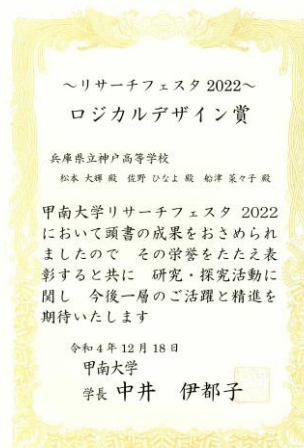 ～リサーチフェスタ 2022～
ロジカルデザイン賞
兵庫県立神戸高等学校
松本 大輝 殿 佐野 ひなよ 殿 船津 菜々子 殿
甲南大学リサーチフェスタ 2022
において頭書の成果をおさめられ
ましたので その栄誉をたたえ表
彰すると共に 研究・探究活動に
関し 今後一層のご活躍と精進を
期待いたします
令和4年12月18日
甲南大学
学長 中井 伊都子